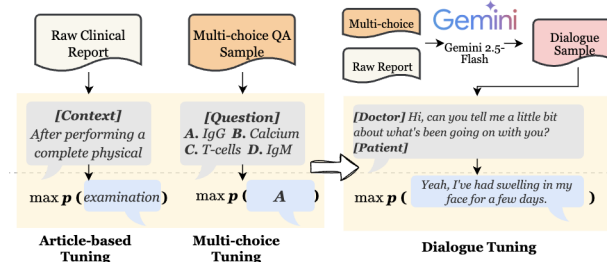 Raw Clinical
Report
[Context]
After performing a
complete physical
max p ( examination )
Article-based
Tuning
Multi-choice QA
Sample
[Question]
A. IgG B. Calcium
C. T-cells D. IgM
max p ( A )
Multi-choice
Tuning
Multi-choice
Raw Report
Gemini
Gemini 2.5-
Flash
Dialogue
Sample
[Doctor] Hi, can you tell me a little bit
about what's been going on with you?
[Patient]
max p ( Yeah, I've had swelling in my
face for a few days. )
Dialogue Tuning